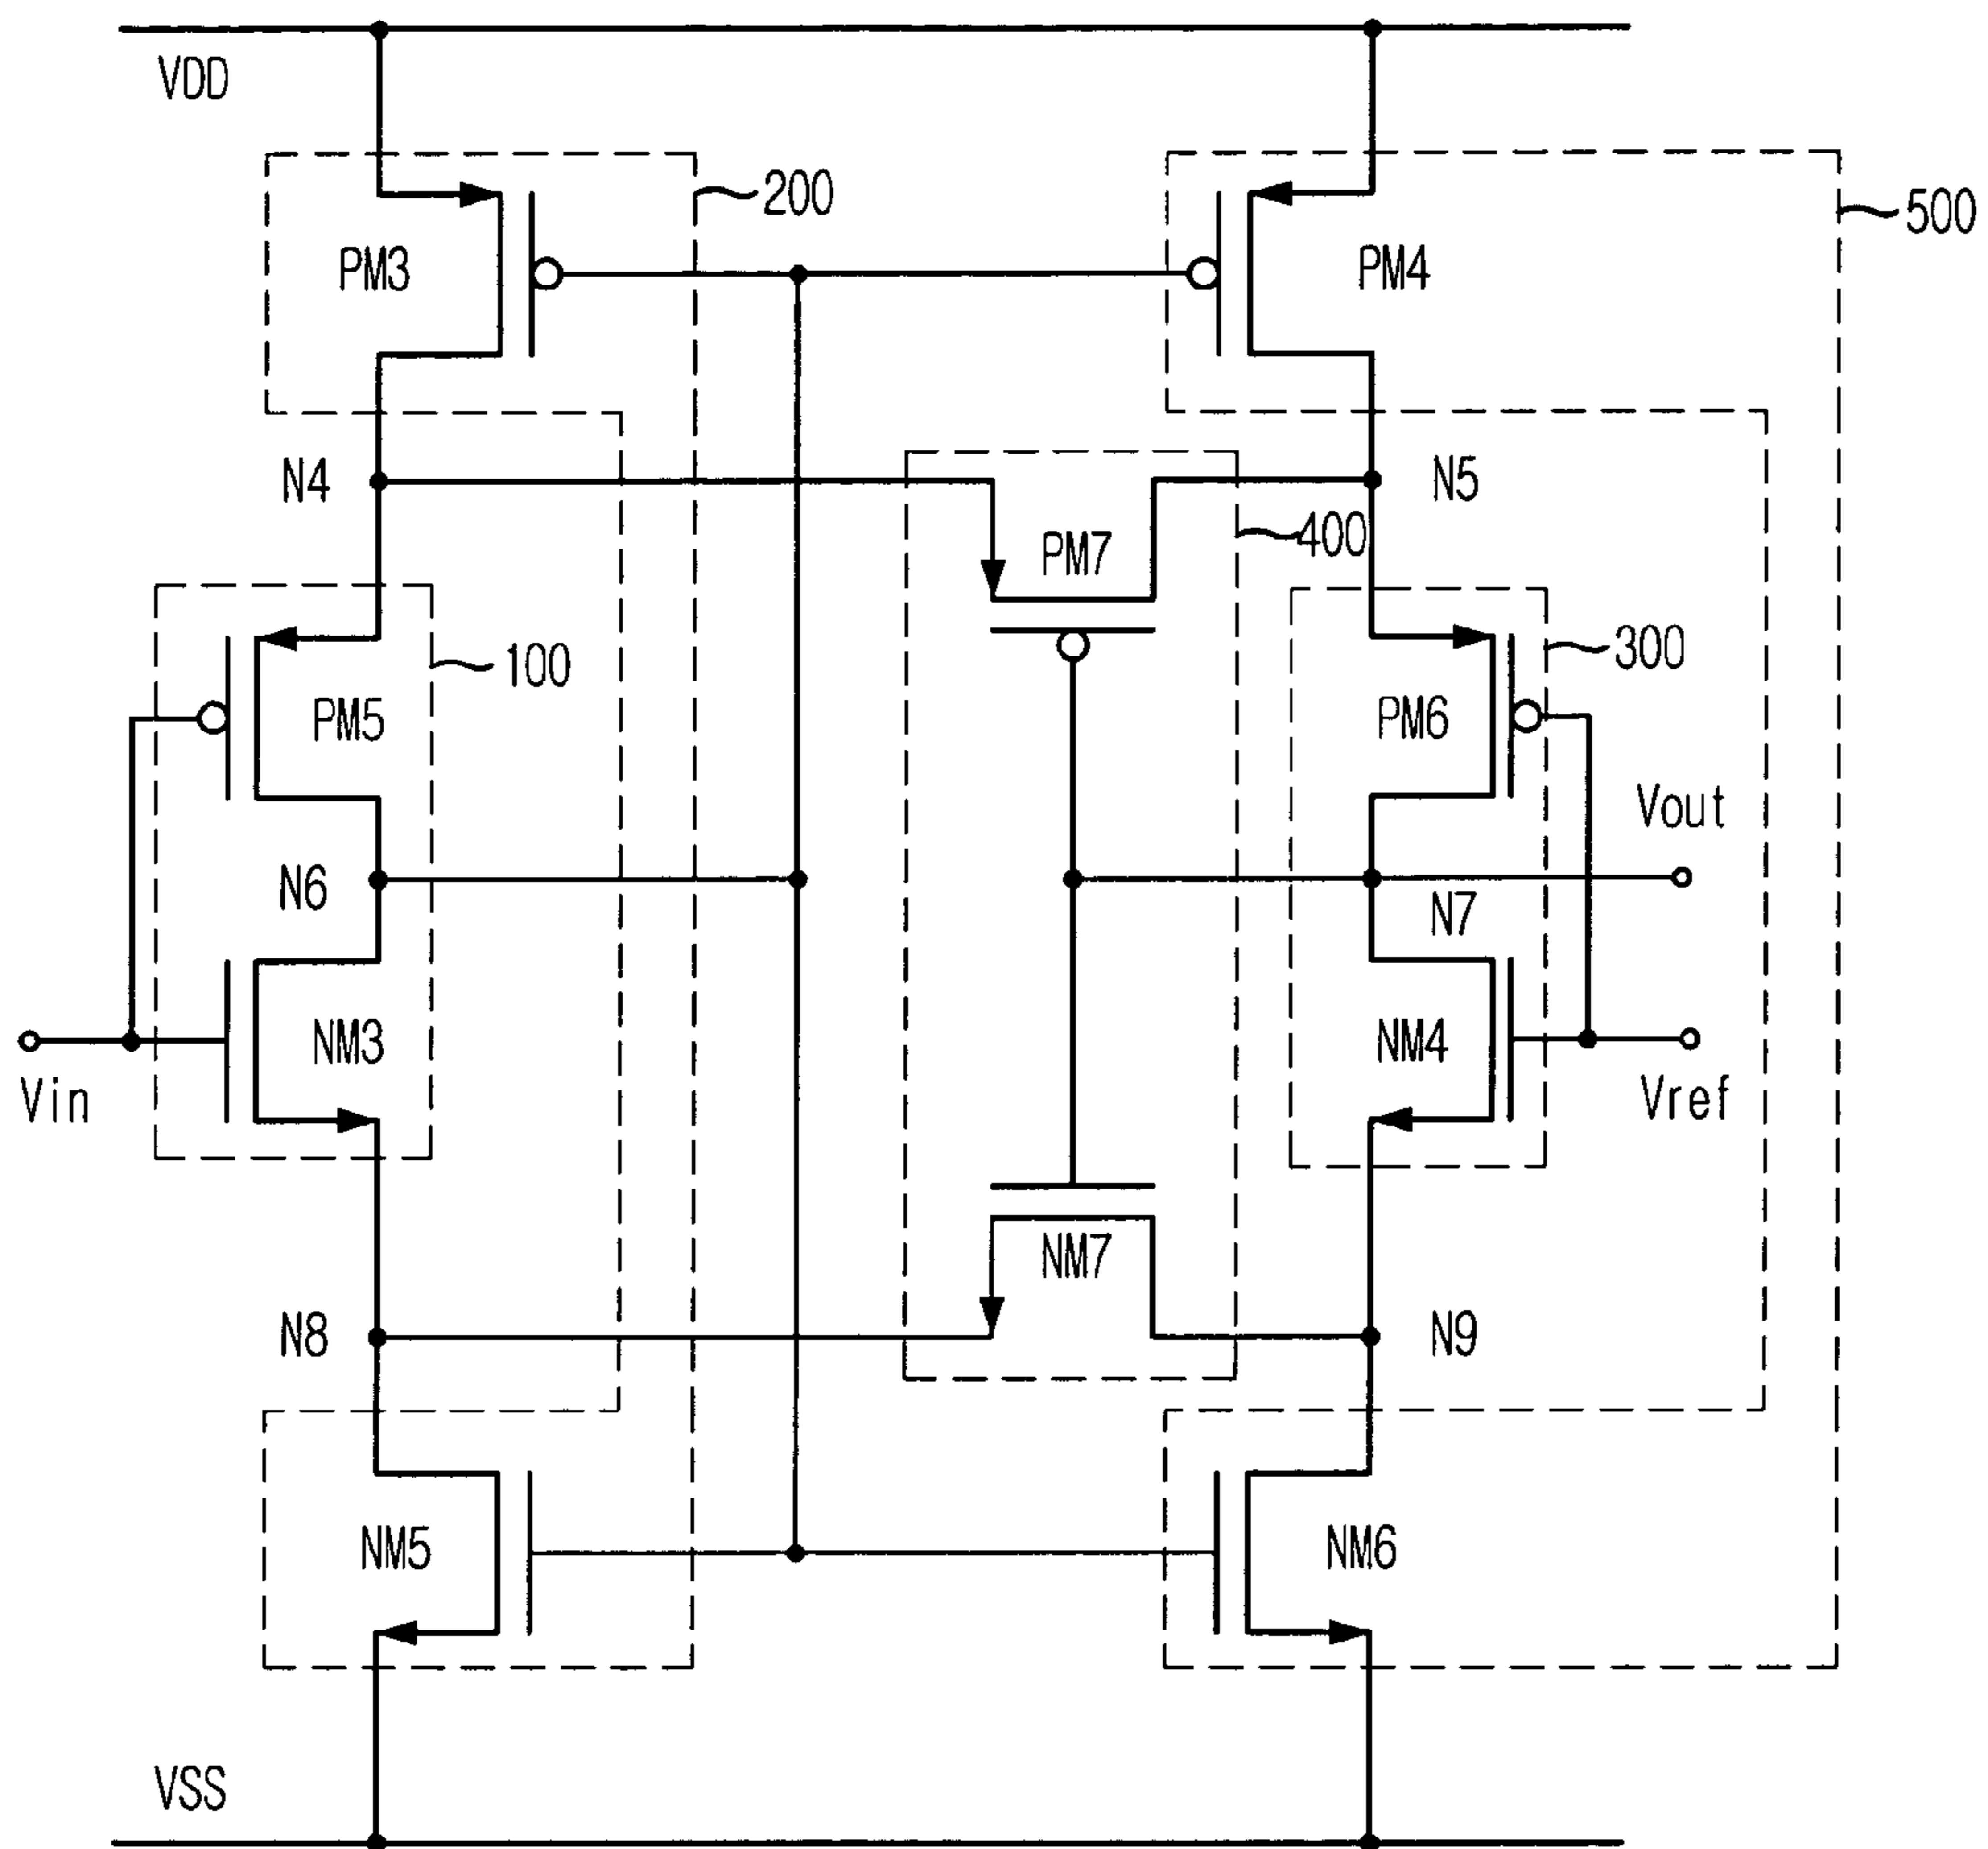 VDD
200
500
PM3
PM4
N4
N5
PM7
400
100
300
PM5
PM6
Vout
N6
N7
NM3
NM4
Vin
Vref
NM7
N8
N9
NM5
NM6
VSS